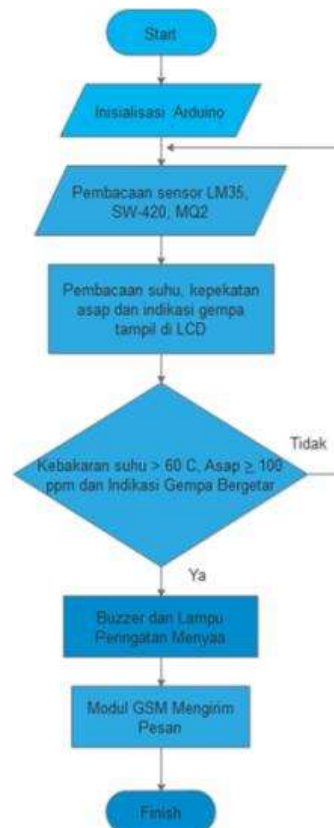 Start
Inisialisasi Arduino
Pembacaan sensor LM35,
SW-420, MQ2
Pembacaan suhu, kepekatan
asap dan indikasi gempa
tampil di LCD
Tidak
Kebakaran suhu > 60 C, Asap ≥ 100
ppm dan Indikasi Gempa Bergetar
Ya
Buzzer dan Lampu
Peringatan Menyaa
Modul GSM Mengirim
Pesan
Finish